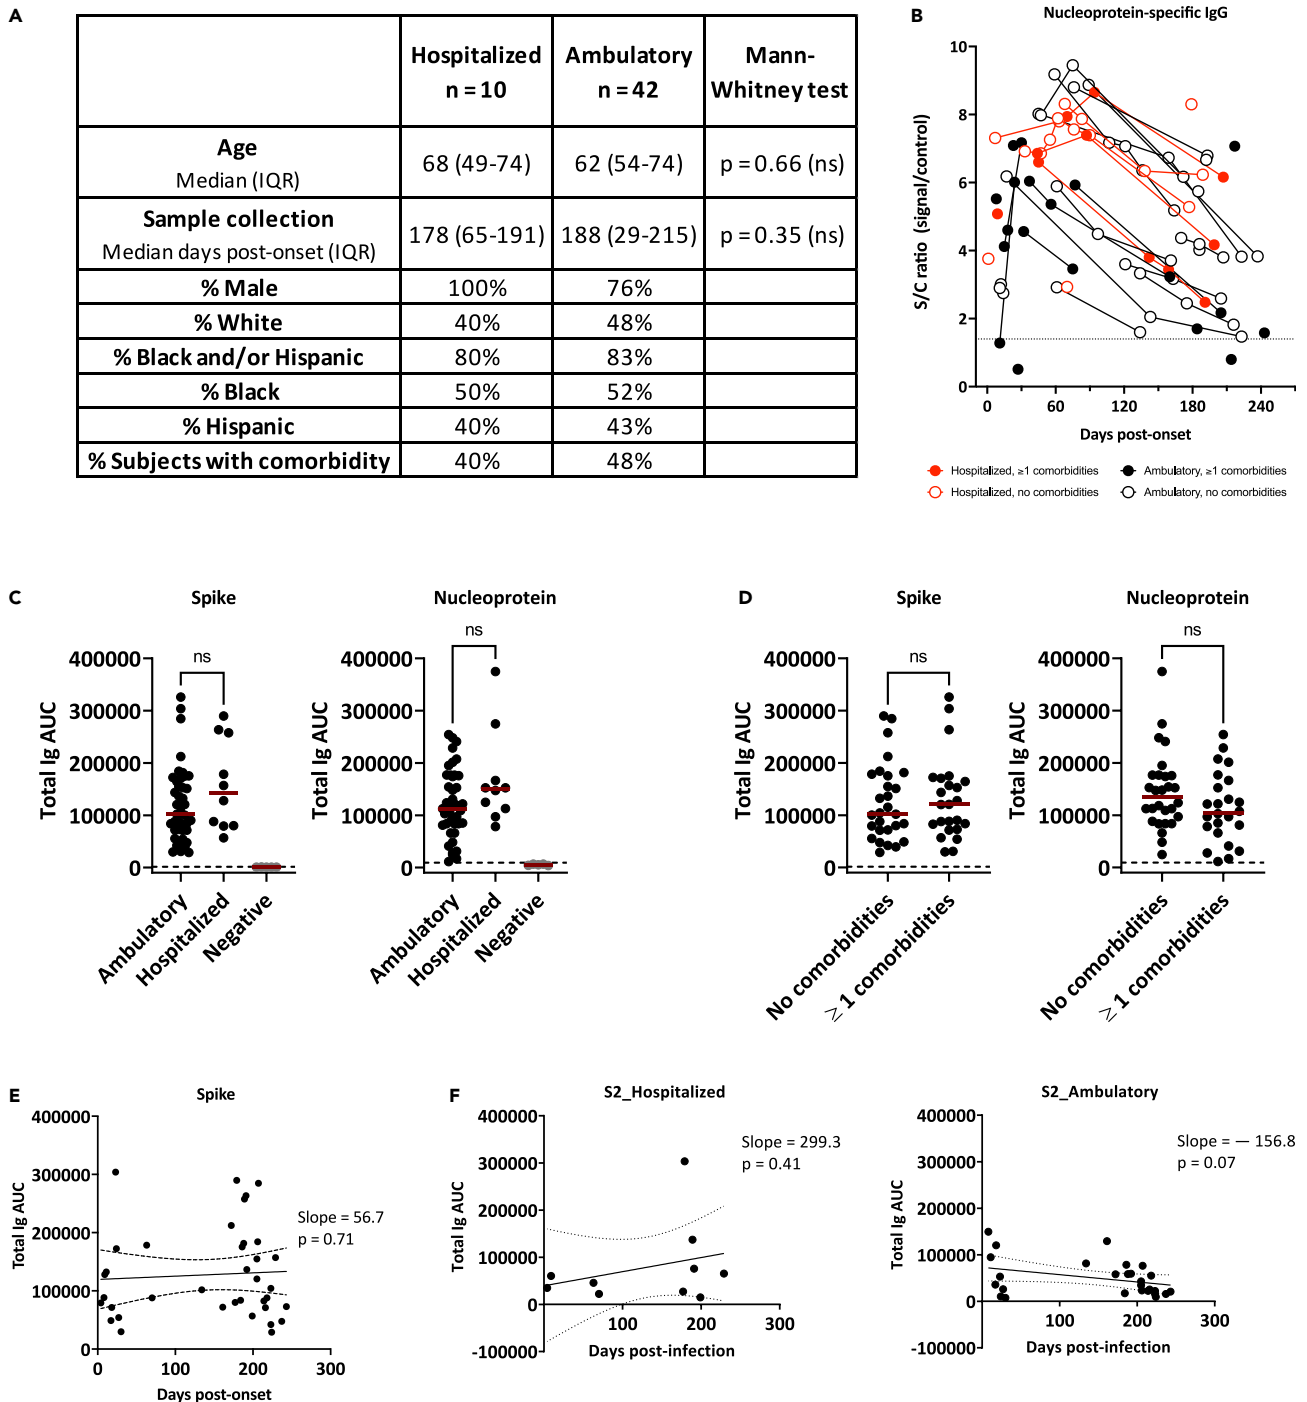 A
Hospitalized
n = 10
Ambulatory
n = 42
Mann-
Whitney test
Age
Median (IQR)
68 (49-74)
62 (54-74)
p = 0.66 (ns)
Sample collection
Median days post-onset (IQR)
178 (65-191)
188 (29-215)
p = 0.35 (ns)
% Male
100%
76%
% White
40%
48%
% Black and/or Hispanic
80%
83%
% Black
50%
52%
% Hispanic
40%
43%
% Subjects with comorbidity
40%
48%
B
Nucleoprotein-specific IgG
S/C ratio (signal/control)
10
8
6
4
2
0
0 60 120 180 240
Days post-onset
Hospitalized, ≥1 comorbidities
Ambulatory, ≥1 comorbidities
Hospitalized, no comorbidities
Ambulatory, no comorbidities
C
Spike
ns
Total Ig AUC
400000
300000
200000
100000
0
Ambulatory
Hospitalized
Negative
Nucleoprotein
ns
Total Ig AUC
400000
300000
200000
100000
0
Ambulatory
Hospitalized
Negative
D
Spike
ns
Total Ig AUC
400000
300000
200000
100000
0
No comorbidities
≥ 1 comorbidities
Nucleoprotein
ns
Total Ig AUC
400000
300000
200000
100000
0
No comorbidities
≥ 1 comorbidities
E
Spike
Total Ig AUC
400000
300000
200000
100000
0
0 100 200 300
Days post-onset
Slope = 56.7
p = 0.71
F
S2_Hospitalized
Total Ig AUC
400000
300000
200000
100000
0
-100000
100 200 300
Days post-infection
Slope = 299.3
p = 0.41
S2_Ambulatory
Total Ig AUC
400000
300000
200000
100000
0
-100000
100 200 300
Days post-infection
Slope = — 156.8
p = 0.07